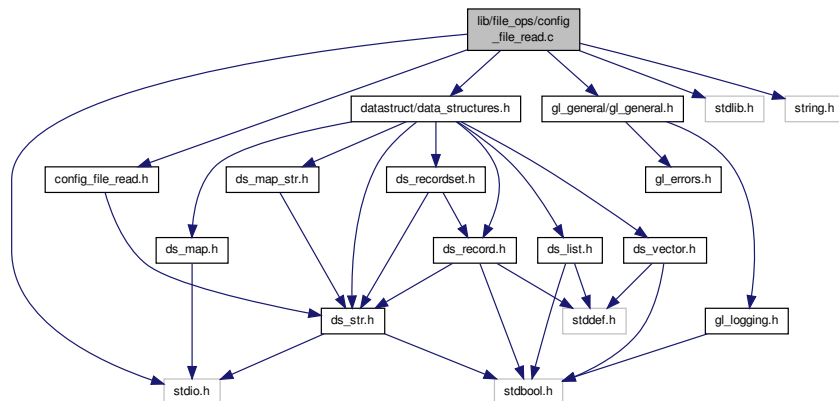 lib/file_ops/config
_file_read.c
datastruct/data_structures.h
gl_general/gl_general.h
stdlib.h
string.h
config_file_read.h
ds_map_str.h
ds_recordset.h
gl_errors.h
ds_map.h
ds_record.h
ds_list.h
ds_vector.h
ds_str.h
stddef.h
gl_logging.h
stdio.h
stdbool.h